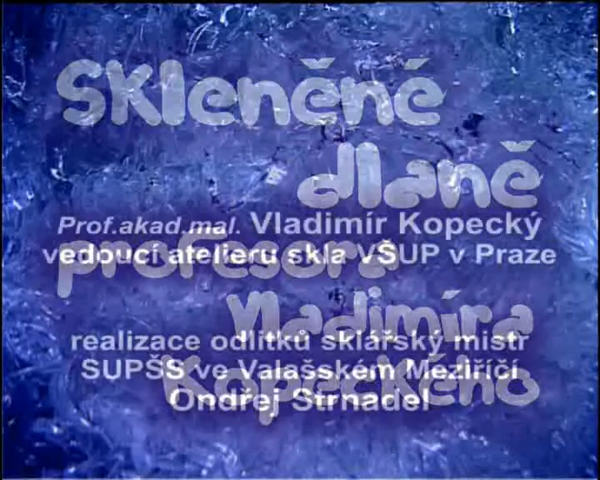 Skleněné
dlaně
Prof.akad.mal. Vladimír Kopecký
vedoucí atelieru skla VŠUP v Praze
profesora
Vladimíra
realizace odlitků sklářský mistr
SUPŠS ve Valašském Meziříčí
Kopeckého
Ondřej Strnadel